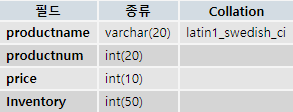 필드 종류 Collation
productname varchar(20) latin1_swedish_ci
productnum int(20)
price int(10)
Inventory int(50)